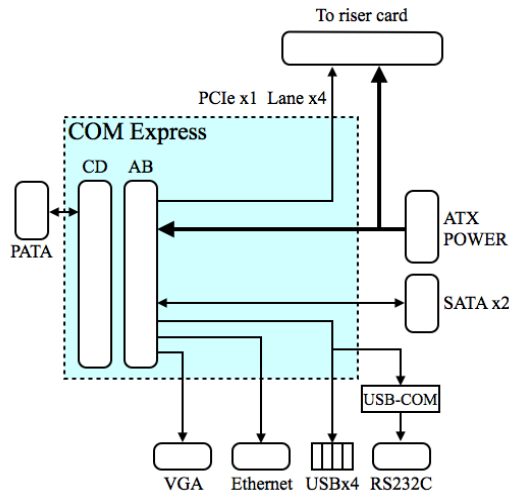 To riser card
PCIe x1 Lane x4
COM Express
CD AB
PATA
ATX
POWER
SATA x2
USB-COM
VGA Ethernet USBx4 RS232C